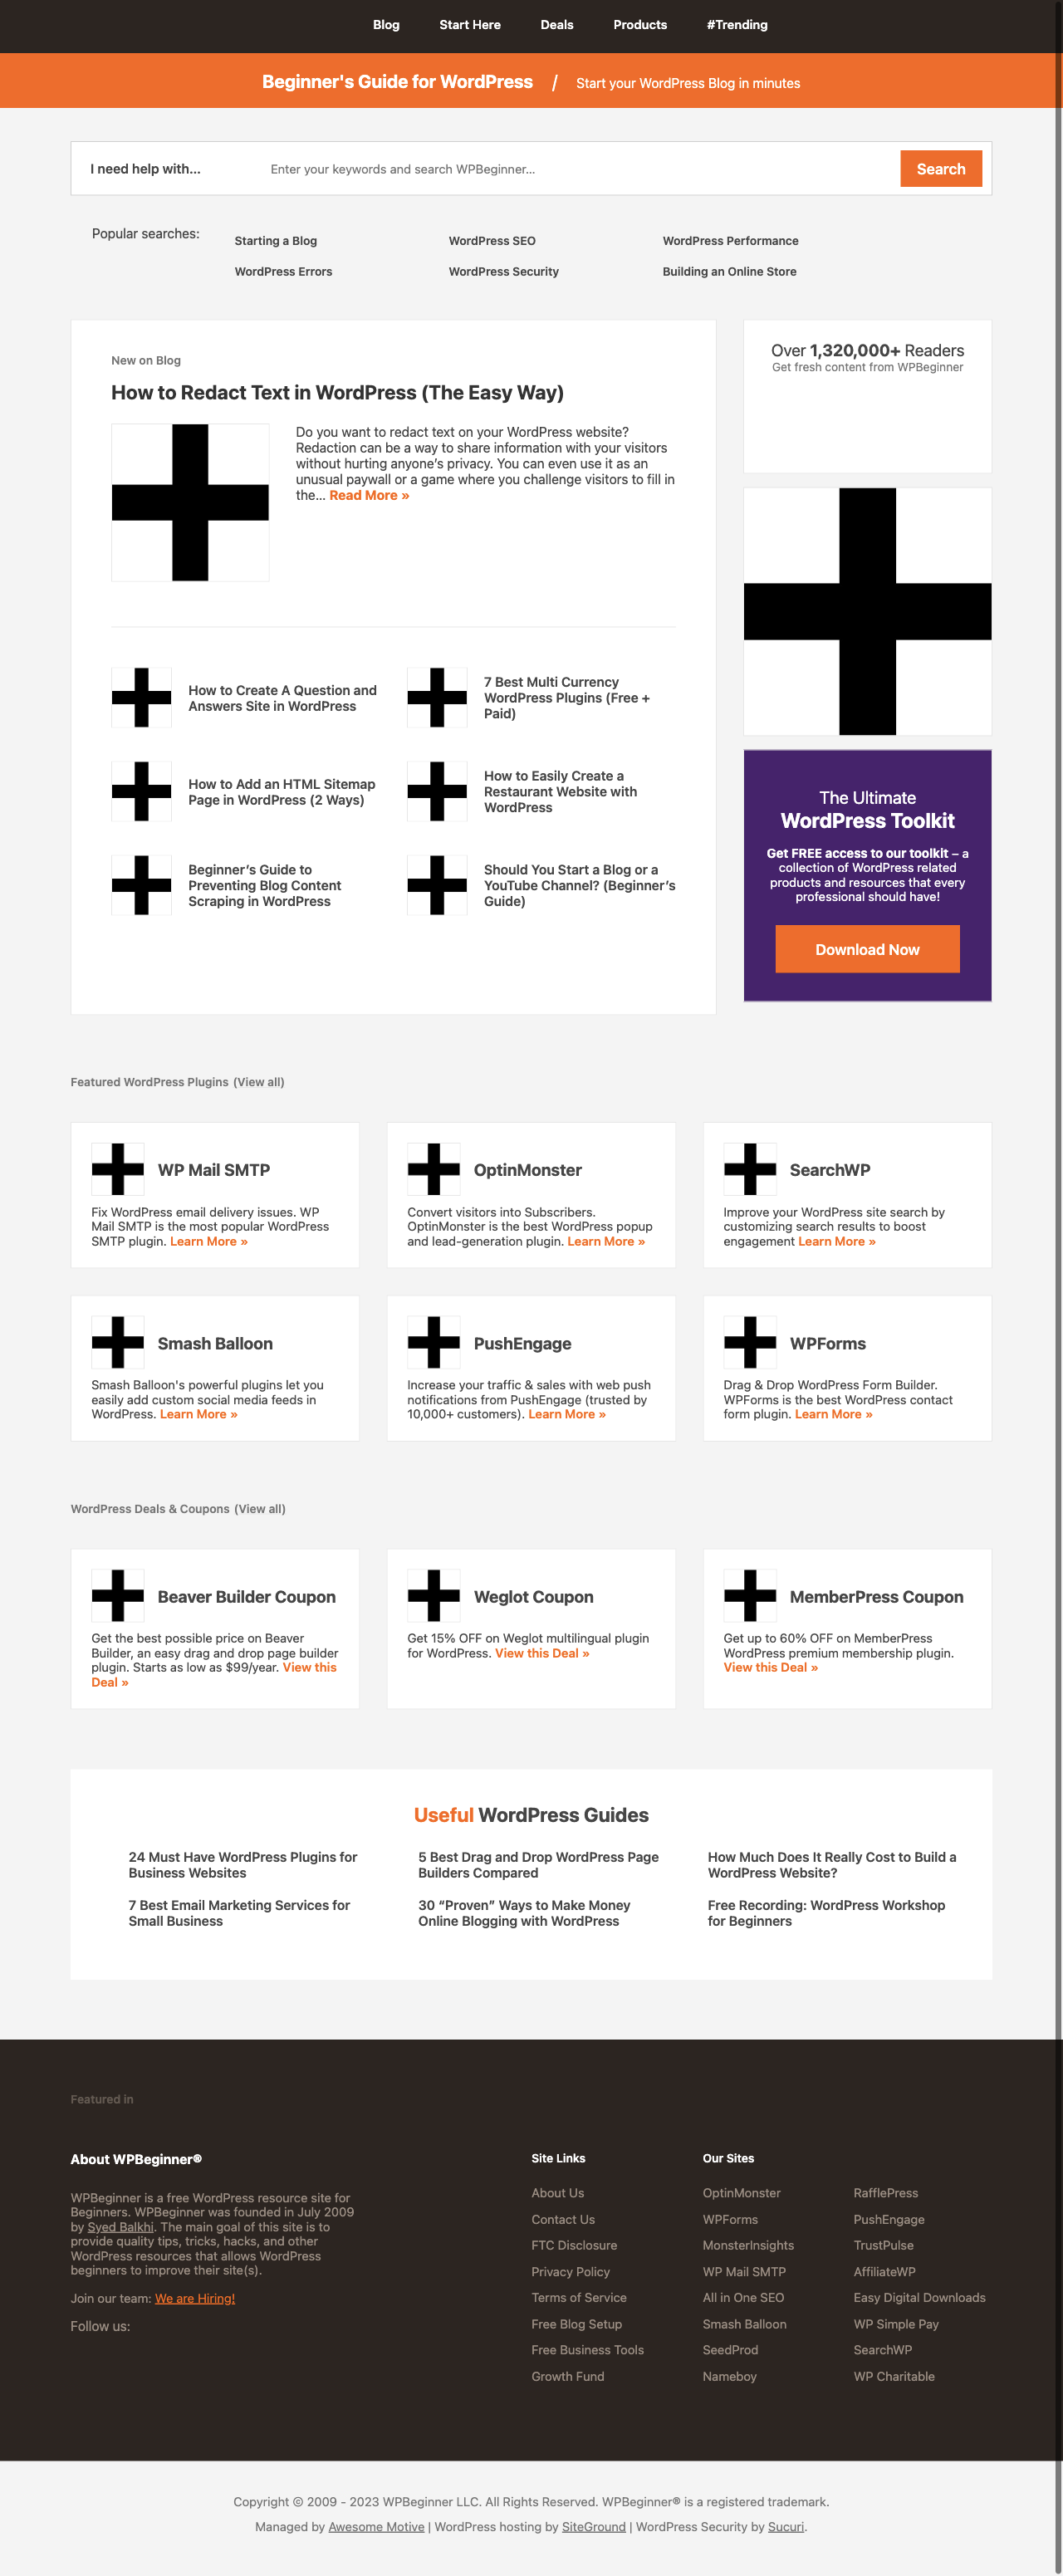 Blog Start Here Deals Products #Trending
Beginner's Guide for WordPress / Start your WordPress Blog in minutes
I need help with... Enter your keywords and search WPBeginner... Search
Popular searches:
Starting a Blog WordPress SEO WordPress Performance
WordPress Errors WordPress Security Building an Online Store
New on Blog
How to Redact Text in WordPress (The Easy Way)
Do you want to redact text on your WordPress website?
Redaction can be a way to share information with your visitors
without hurting anyone’s privacy. You can even use it as an
unusual paywall or a game where you challenge visitors to fill in
the... Read More »
How to Create A Question and
Answers Site in WordPress
7 Best Multi Currency
WordPress Plugins (Free +
Paid)
How to Add an HTML Sitemap
Page in WordPress (2 Ways)
How to Easily Create a
Restaurant Website with
WordPress
Beginner’s Guide to
Preventing Blog Content
Scraping in WordPress
Should You Start a Blog or a
YouTube Channel? (Beginner’s
Guide)
Over 1,320,000+ Readers
Get fresh content from WPBeginner
The Ultimate
WordPress Toolkit
Get FREE access to our toolkit – a
collection of WordPress related
products and resources that every
professional should have!
Download Now
Featured WordPress Plugins (View all)
WP Mail SMTP
Fix WordPress email delivery issues. WP
Mail SMTP is the most popular WordPress
SMTP plugin. Learn More »
OptinMonster
Convert visitors into Subscribers.
OptinMonster is the best WordPress popup
and lead-generation plugin. Learn More »
SearchWP
Improve your WordPress site search by
customizing search results to boost
engagement Learn More »
Smash Balloon
Smash Balloon's powerful plugins let you
easily add custom social media feeds in
WordPress. Learn More »
PushEngage
Increase your traffic & sales with web push
notifications from PushEngage (trusted by
10,000+ customers). Learn More »
WPForms
Drag & Drop WordPress Form Builder.
WPForms is the best WordPress contact
form plugin. Learn More »
WordPress Deals & Coupons (View all)
Beaver Builder Coupon
Get the best possible price on Beaver
Builder, an easy drag and drop page builder
plugin. Starts as low as $99/year. View this
Deal »
Weglot Coupon
Get 15% OFF on Weglot multilingual plugin
for WordPress. View this Deal »
MemberPress Coupon
Get up to 60% OFF on MemberPress
WordPress premium membership plugin.
View this Deal »
Useful WordPress Guides
24 Must Have WordPress Plugins for
Business Websites
5 Best Drag and Drop WordPress Page
Builders Compared
How Much Does It Really Cost to Build a
WordPress Website?
7 Best Email Marketing Services for
Small Business
30 “Proven” Ways to Make Money
Online Blogging with WordPress
Free Recording: WordPress Workshop
for Beginners
Featured in
About WPBeginner®
WPBeginner is a free WordPress resource site for
Beginners. WPBeginner was founded in July 2009
by Syed Balkhi. The main goal of this site is to
provide quality tips, tricks, hacks, and other
WordPress resources that allows WordPress
beginners to improve their site(s).
Join our team: We are Hiring!
Follow us:
Site Links
About Us
Contact Us
FTC Disclosure
Privacy Policy
Terms of Service
Free Blog Setup
Free Business Tools
Growth Fund
Our Sites
OptinMonster
WPForms
MonsterInsights
WP Mail SMTP
All in One SEO
Smash Balloon
SeedProd
Nameboy
RafflePress
PushEngage
TrustPulse
AffiliateWP
Easy Digital Downloads
WP Simple Pay
SearchWP
WP Charitable
Copyright © 2009 - 2023 WPBeginner LLC. All Rights Reserved. WPBeginner® is a registered trademark.
Managed by Awesome Motive | WordPress hosting by SiteGround | WordPress Security by Sucuri.